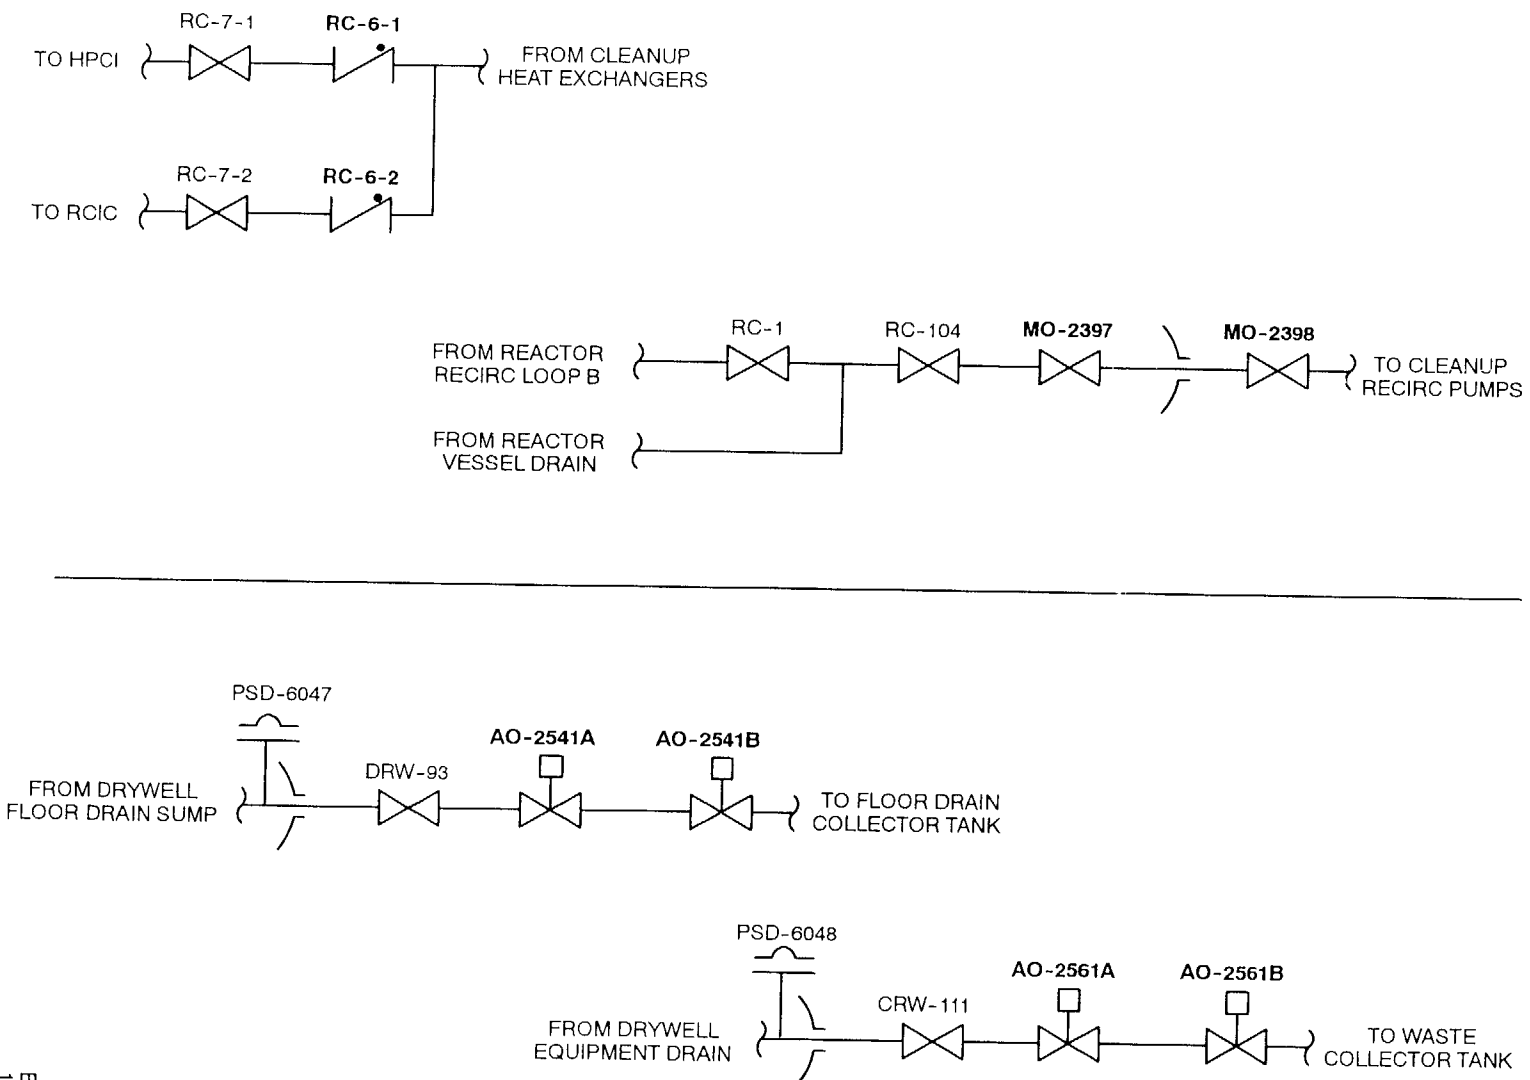 RC-7-1
RC-6-1
TO HPCI
FROM CLEANUP
HEAT EXCHANGERS
RC-7-2
RC-6-2
TO RCIC
RC-1
RC-104
MO-2397
MO-2398
FROM REACTOR
RECIRC LOOP B
TO CLEANUP
RECIRC PUMPS
FROM REACTOR
VESSEL DRAIN
PSD-6047
AO-2541A
AO-2541B
DRW-93
FROM DRYWELL
FLOOR DRAIN SUMP
TO FLOOR DRAIN
COLLECTOR TANK
PSD-6048
AO-2561A
AO-2561B
CRW-111
FROM DRYWELL
EQUIPMENT DRAIN
TO WASTE
COLLECTOR TANK